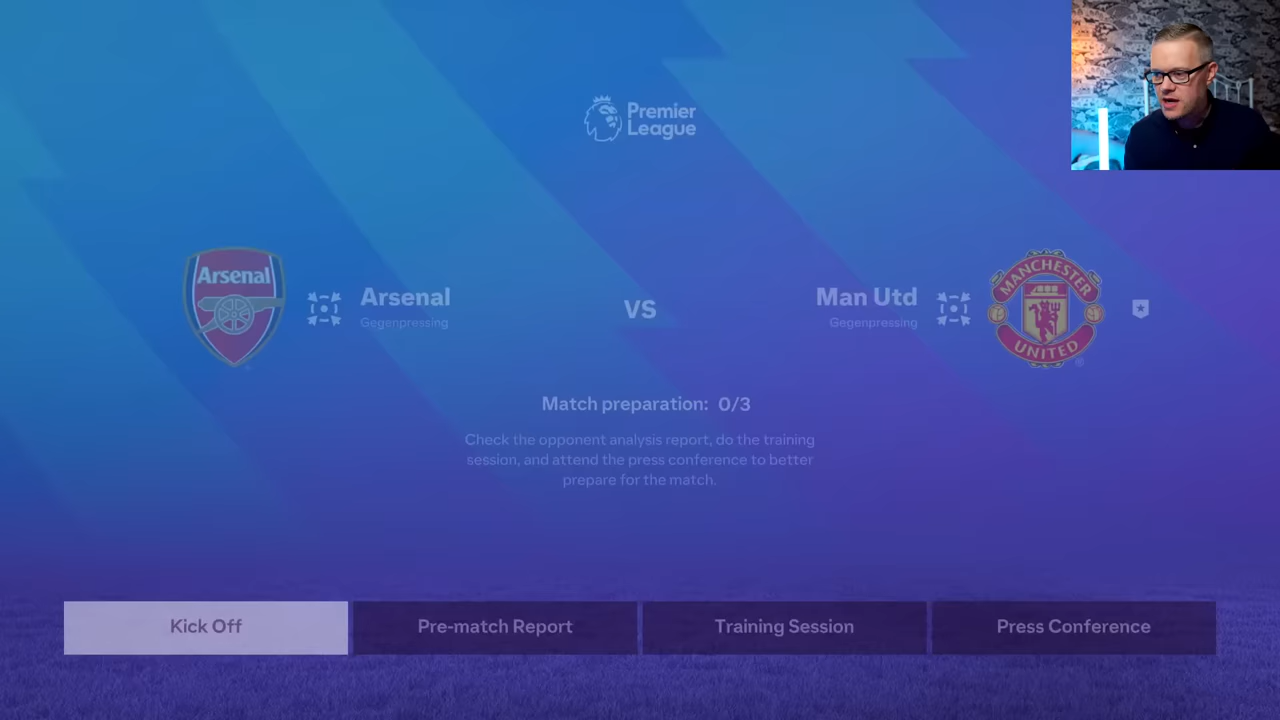 Premier
League
Arsenal
Arsenal
Gegenpressing
VS
Man Utd
Gegenpressing
MANCHESTER
UNITED
Match preparation: 0/3
Check the opponent analysis report, do the training
session, and attend the press conference to better
prepare for the match.
Kick Off
Pre-match Report
Training Session
Press Conference